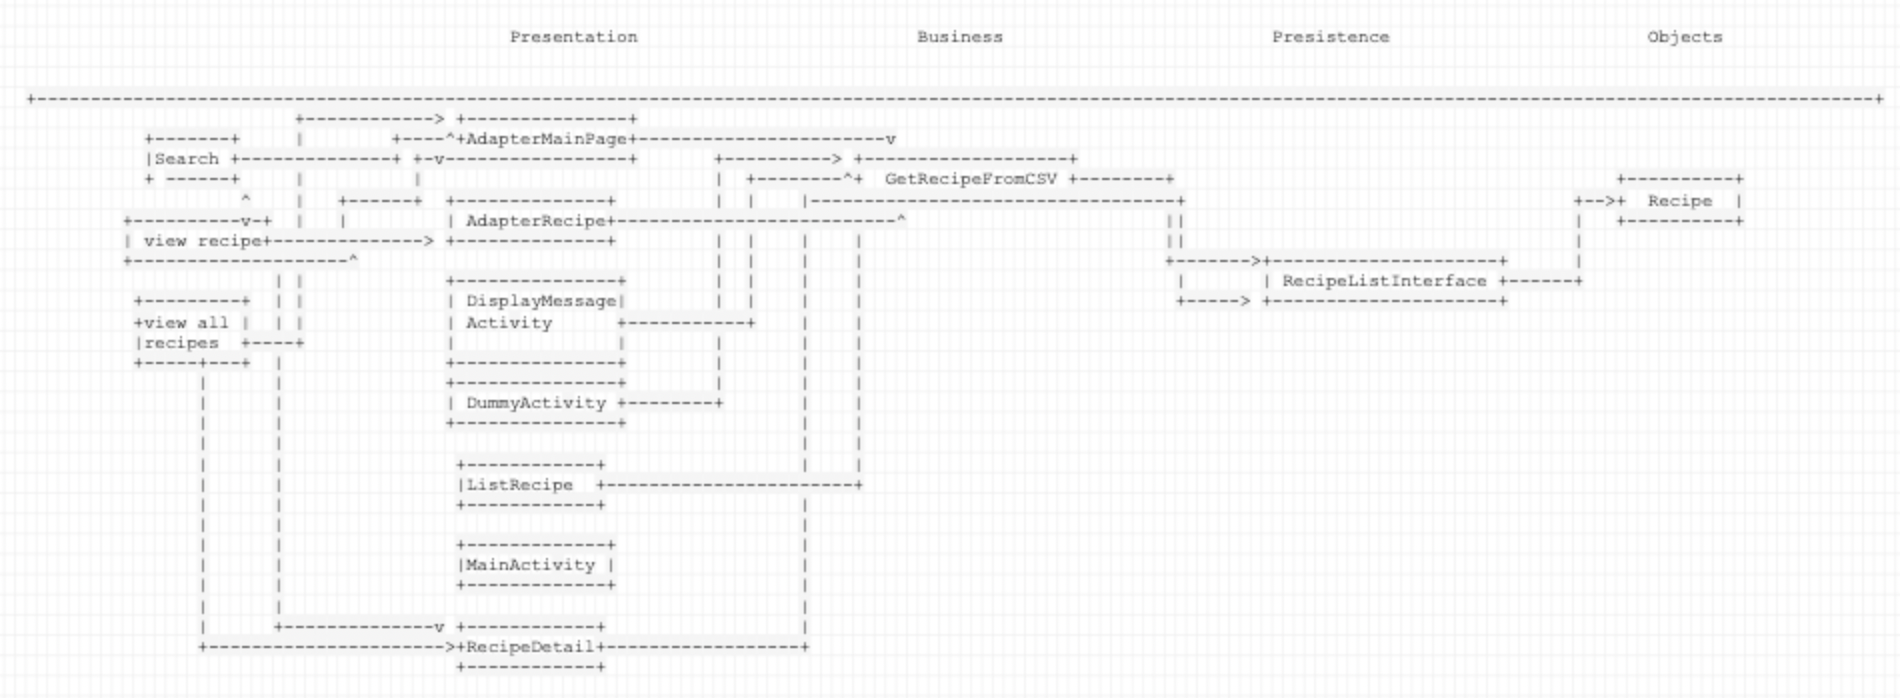 Presentation Business Presistence Objects
AdapterMainPage
Search
GetRecipeFromCSV
Recipe
AdapterRecipe
view recipe
RecipeListInterface
DisplayMessage
view all Activity
recipes
DummyActivity
ListRecipe
MainActivity
RecipeDetail